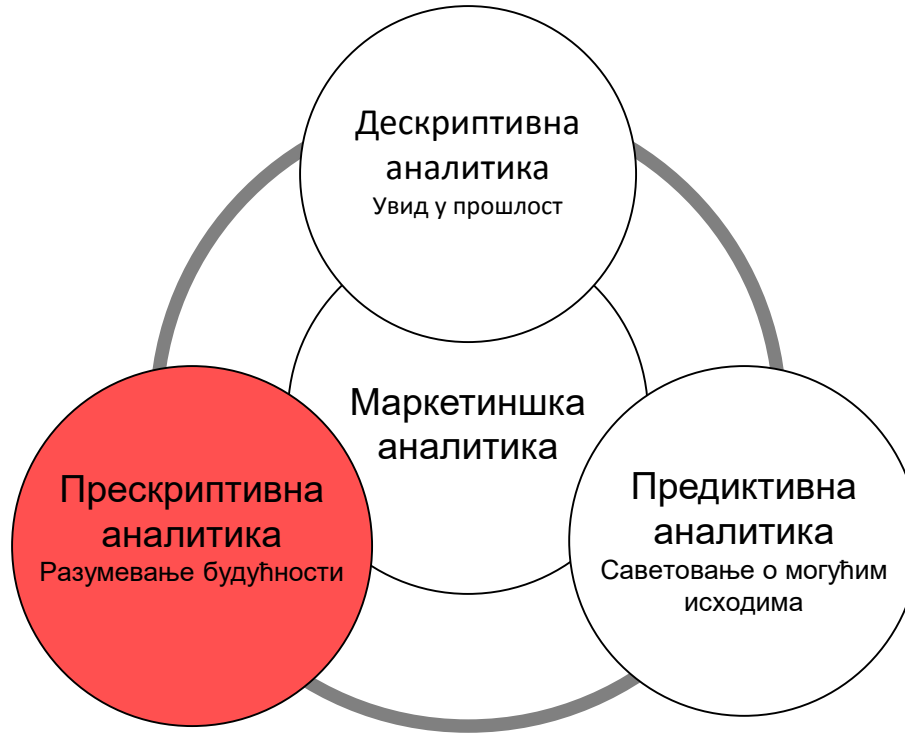 Дескриптивна
аналитика
Увид у прошлост
Маркетиншка
аналитика
Прескриптивна
аналитика
Разумевање будућности
Предиктивна
аналитика
Саветовање о могућим
исходима